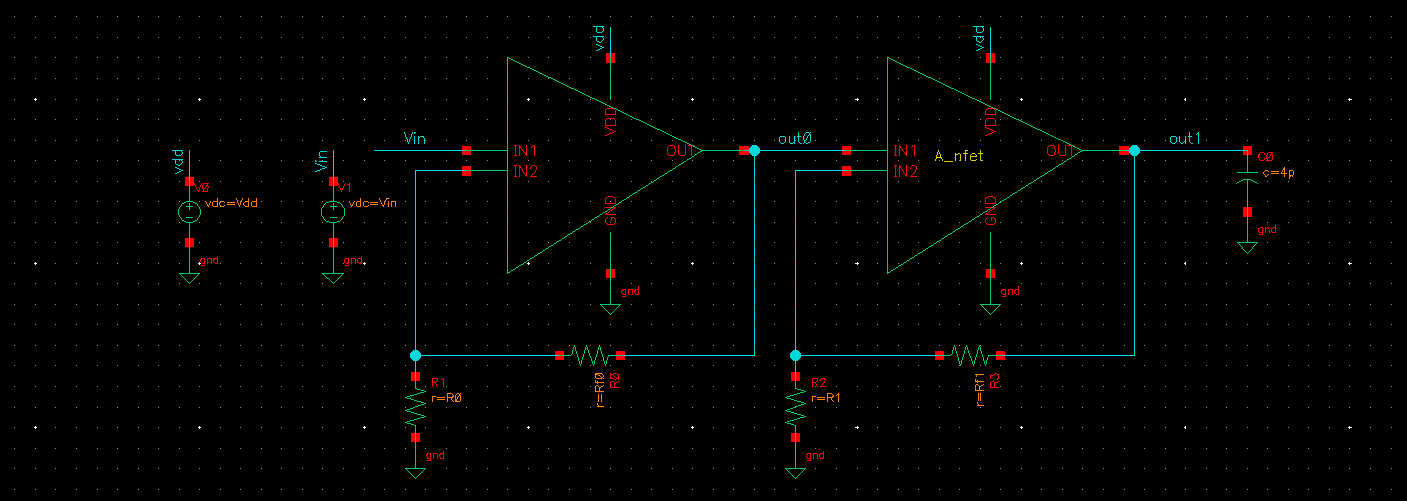 vdd
V0
vdc=Vdd
gnd
Vin
V1
vdc=Vin
gnd
Vin
vdd
VDD
IN1
IN2
OUT
GND
gnd
R1
r=R0
gnd
r=Rf0
R0
out0
vdd
VDD
IN1
IN2
A_nfet
OUT
GND
gnd
R2
r=R1
gnd
r=Rf1
R3
out1
C0
c=4p
gnd